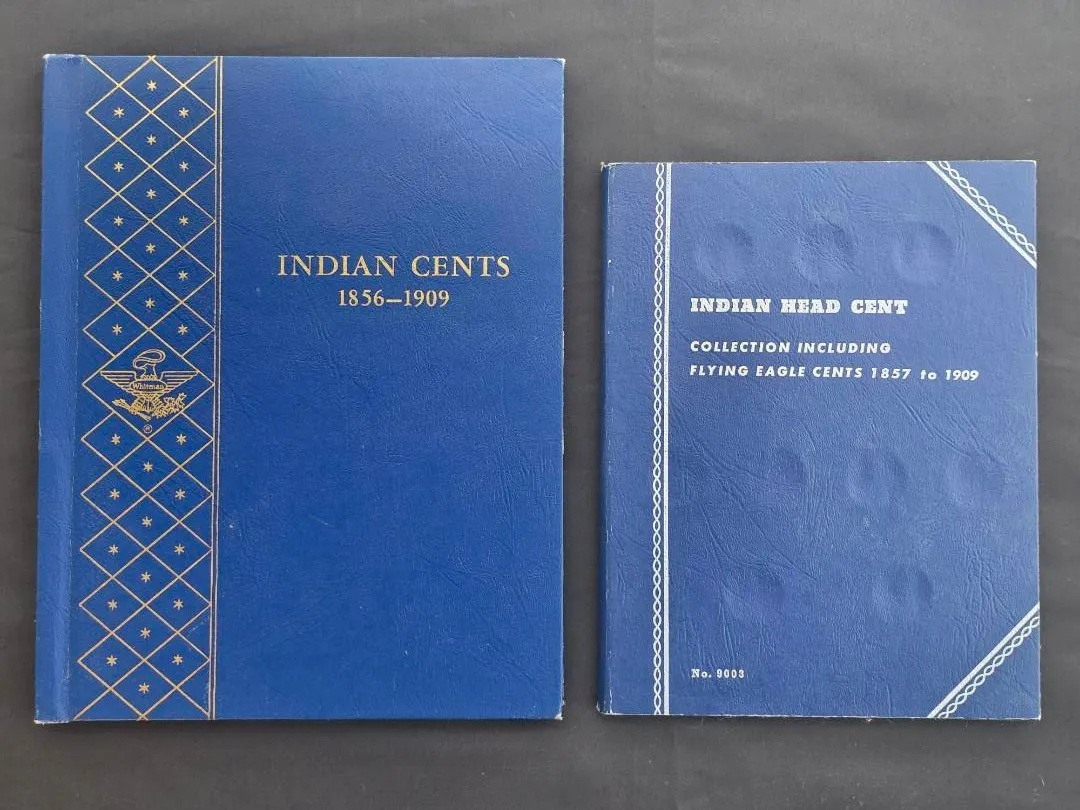 INDIAN CENTS
1856–1909
Whitman
®
INDIAN HEAD CENT
COLLECTION INCLUDING
FLYING EAGLE CENTS 1857 to 1909
No. 9003